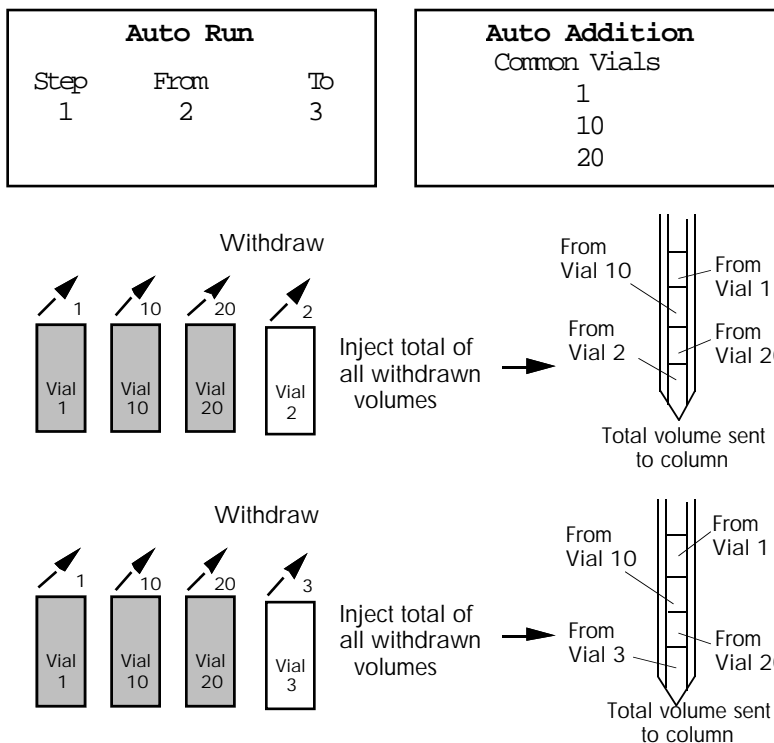 Auto Run
Step From To
1 2 3
Auto Addition
Common Vials
1
10
20
Withdraw
1 10 20 2
Vial 1
Vial 10
Vial 20
Vial 2
Inject total of
all withdrawn
volumes
From
Vial 10
From
Vial 1
From
Vial 2
From
Vial 20
Total volume sent
to column
Withdraw
1 10 20 3
Vial 1
Vial 10
Vial 20
Vial 3
Inject total of
all withdrawn
volumes
From
Vial 10
From
Vial 1
From
Vial 3
From
Vial 20
Total volume sent
to column